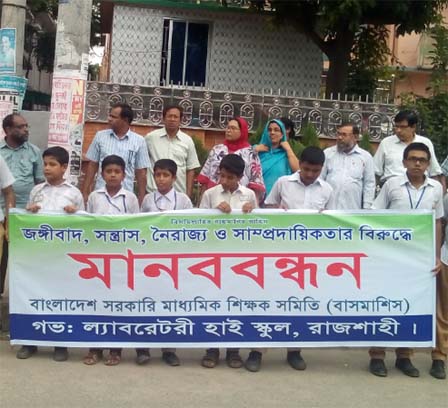 জঙ্গীবাদ, সন্ত্রাস, নৈরাজ্য ও সাম্প্রদায়িকতার বিরুদ্ধে
মানববন্ধন
বাংলাদেশ সরকারি মাধ্যমিক শিক্ষক সমিতি (বাসমাশিস)
গভ: ল্যাবরেটরী হাই স্কুল, রাজশাহী ।